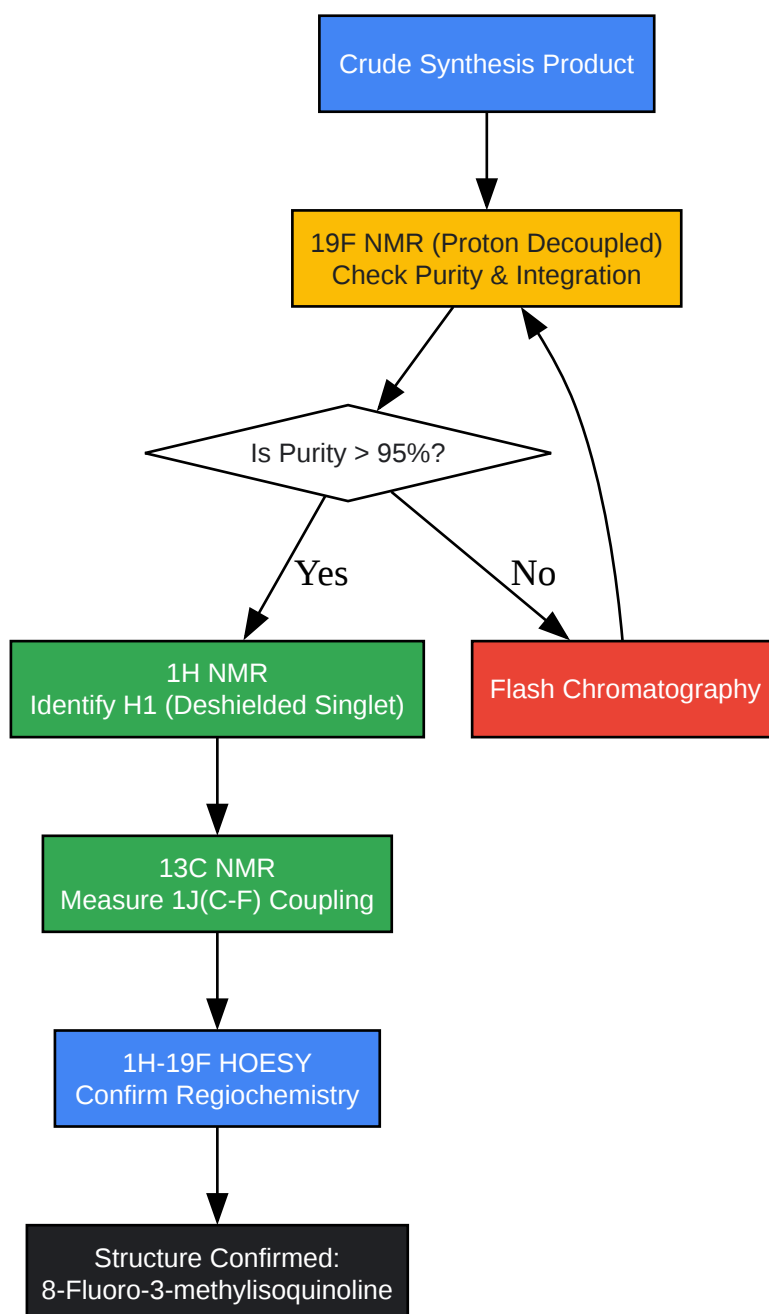 Crude Synthesis Product
19F NMR (Proton Decoupled)
Check Purity & Integration
Is Purity > 95%?
Yes
No
1H NMR
Identify H1 (Deshielded Singlet)
Flash Chromatography
13C NMR
Measure 1J(C-F) Coupling
1H-19F HOESY
Confirm Regiochemistry
Structure Confirmed:
8-Fluoro-3-methylisoquinoline